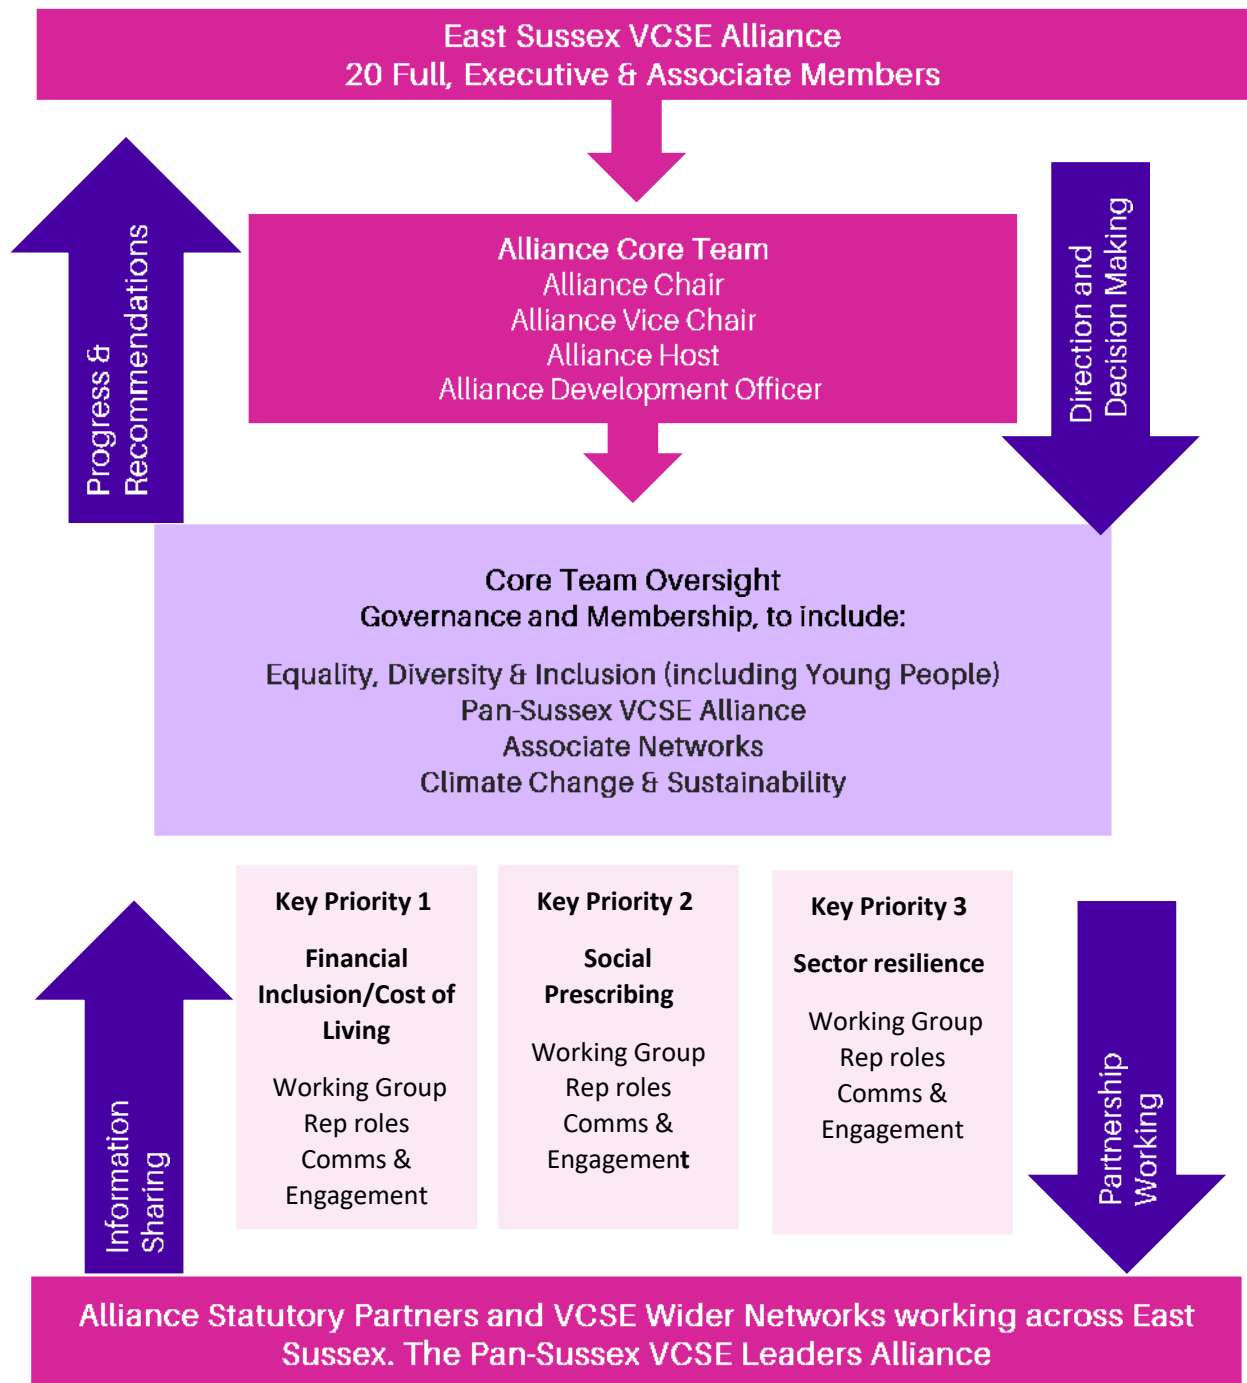 East Sussex VCSE Alliance
20 Full, Executive & Associate Members
Progress &
Recommendations
Alliance Core Team
Alliance Chair
Alliance Vice Chair
Alliance Host
Alliance Development Officer
Direction and
Decision Making
Core Team Oversight
Governance and Membership, to include:
Equality, Diversity & Inclusion (including Young People)
Pan-Sussex VCSE Alliance
Associate Networks
Climate Change & Sustainability
Information
Sharing
Key Priority 1
Financial
Inclusion/Cost of
Living
Working Group
Rep roles
Comms &
Engagement
Key Priority 2
Social
Prescribing
Working Group
Rep roles
Comms &
Engagement
Key Priority 3
Sector resilience
Working Group
Rep roles
Comms &
Engagement
Partnership
Working
Alliance Statutory Partners and VCSE Wider Networks working across East
Sussex. The Pan-Sussex VCSE Leaders Alliance